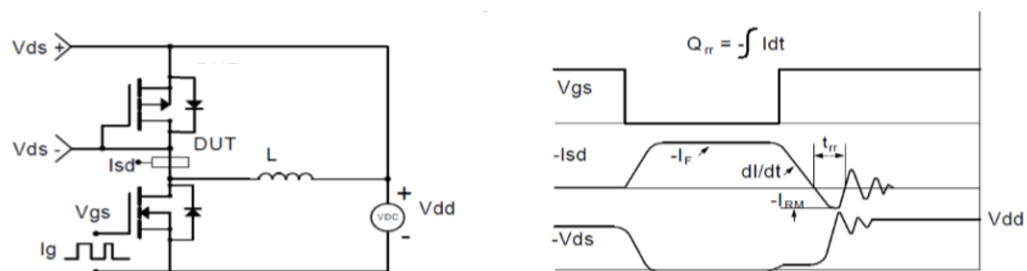 Vds +
Vds -
DUT
Isd
L
Vgs
Ig
+
VDC
-
Vdd
Qrr = -∫ Idt
Vgs
-Isd
-IF
dI/dt
trr
-IRM
Vdd
-Vds